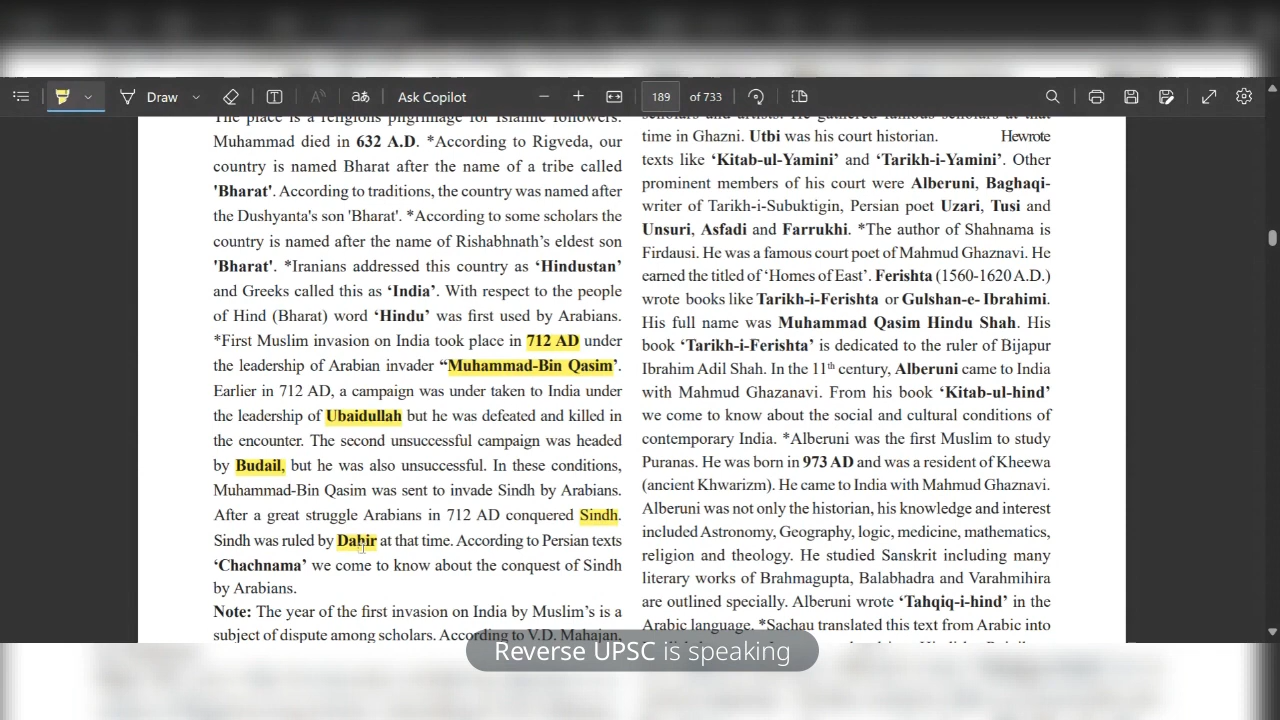 Draw
Ask Copilot
189 of 733
The place is a religious pilgrimage for Islamic followers.
Muhammad died in 632 A.D. *According to Rigveda, our
country is named Bharat after the name of a tribe called
'Bharat'. According to traditions, the country was named after
the Dushyanta's son 'Bharat'. *According to some scholars the
country is named after the name of Rishabhnath's eldest son
'Bharat'. *Iranians addressed this country as 'Hindustan'
and Greeks called this as 'India'. With respect to the people
of Hind (Bharat) word 'Hindu' was first used by Arabians.
*First Muslim invasion on India took place in 712 AD under
the leadership of Arabian invader "Muhammad-Bin Qasim'.
Earlier in 712 AD, a campaign was under taken to India under
the leadership of Ubaidullah but he was defeated and killed in
the encounter. The second unsuccessful campaign was headed
by Budail, but he was also unsuccessful. In these conditions,
Muhammad-Bin Qasim was sent to invade Sindh by Arabians.
After a great struggle Arabians in 712 AD conquered Sindh.
Sindh was ruled by Dahir at that time. According to Persian texts
'Chachnama' we come to know about the conquest of Sindh
by Arabians.
Note: The year of the first invasion on India by Muslim's is a
subject of dispute among scholars. According to V.D. Mahajan,
time in Ghazni. Utbi was his court historian. Hewrote
texts like 'Kitab-ul-Yamini' and 'Tarikh-i-Yamini'. Other
prominent members of his court were Alberuni, Baghaqi-
writer of Tarikh-i-Subuktigin, Persian poet Uzari, Tusi and
Unsuri, Asfadi and Farrukhi. *The author of Shahnama is
Firdausi. He was a famous court poet of Mahmud Ghaznavi. He
earned the titled of 'Homes of East'. Ferishta (1560-1620 A.D.)
wrote books like Tarikh-i-Ferishta or Gulshan-e- Ibrahimi.
His full name was Muhammad Qasim Hindu Shah. His
book 'Tarikh-i-Ferishta' is dedicated to the ruler of Bijapur
Ibrahim Adil Shah. In the 11th century, Alberuni came to India
with Mahmud Ghazanavi. From his book 'Kitab-ul-hind'
we come to know about the social and cultural conditions of
contemporary India. *Alberuni was the first Muslim to study
Puranas. He was born in 973 AD and was a resident of Kheewa
(ancient Khwarizm). He came to India with Mahmud Ghaznavi.
Alberuni was not only the historian, his knowledge and interest
included Astronomy, Geography, logic, medicine, mathematics,
religion and theology. He studied Sanskrit including many
literary works of Brahmagupta, Balabhadra and Varahmihira
are outlined specially. Alberuni wrote 'Tahqiq-i-hind' in the
Arabic language. *Sachau translated this text from Arabic into
Reverse UPSC is speaking